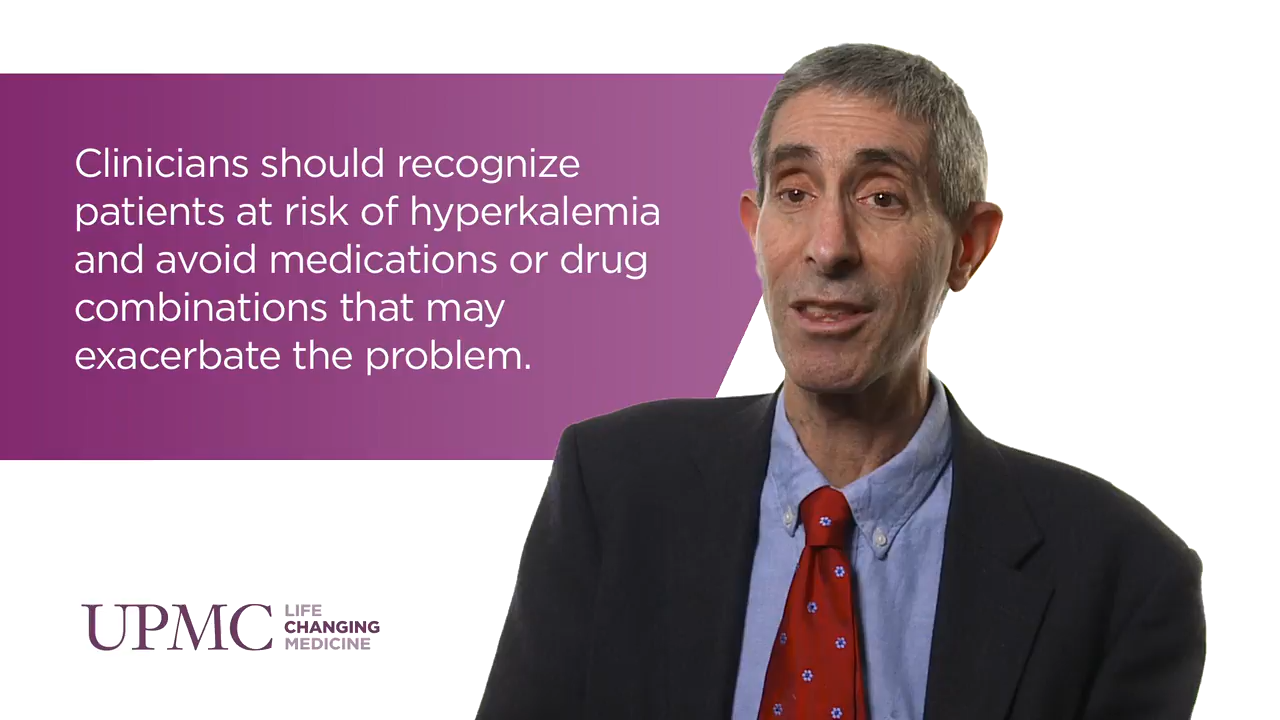 Clinicians should recognize
patients at risk of hyperkalemia
and avoid medications or drug
combinations that may
exacerbate the problem.
UPMC
LIFE
CHANGING
MEDICINE